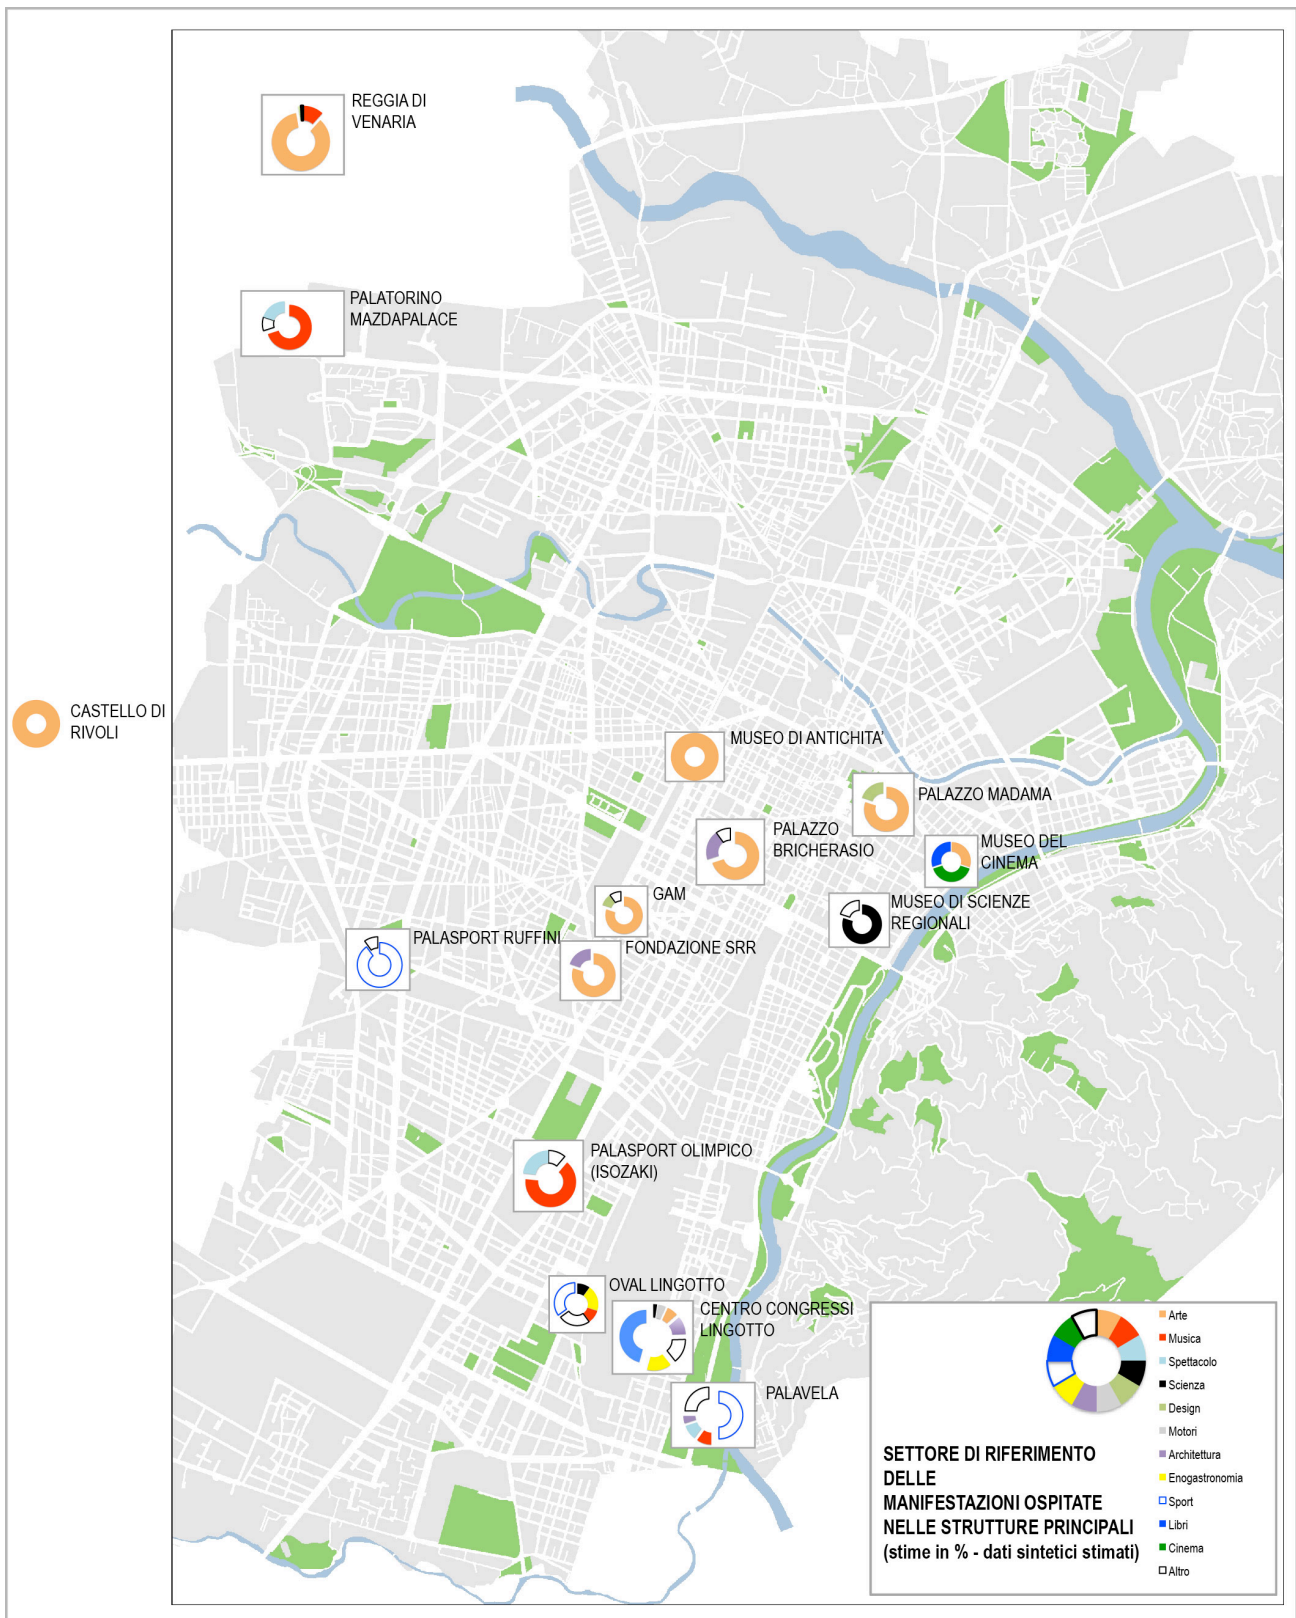 REGGIA DI
VENARIA
PALATORINO
MAZDAPALACE
CASTELLO DI
RIVOLI
MUSEO DI ANTICHITA'
PALAZZO MADAMA
PALAZZO
BRICHERASIO
MUSEO DEL
CINEMA
GAM
MUSEO DI SCIENZE
REGIONALI
PALASPORT RUFFINI
FONDAZIONE SRR
PALASPORT OLIMPICO
(ISOZAKI)
OVAL LINGOTTO
CENTRO CONGRESSI
LINGOTTO
PALAVELA
SETTORE DI RIFERIMENTO
DELLE
MANIFESTAZIONI OSPITATE
NELLE STRUTTURE PRINCIPALI
(stime in % - dati sintetici stimati)
Arte
Musica
Spettacolo
Scienza
Design
Motori
Architettura
Enogastronomia
Sport
Libri
Cinema
Altro